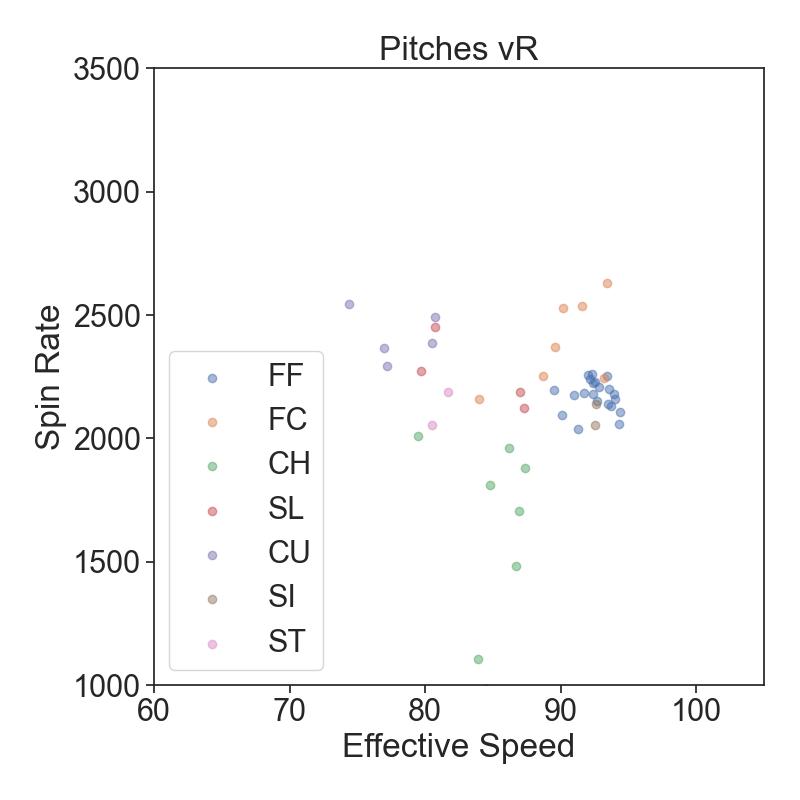 Pitches vR
3500
3000
2500
2000
1500
1000
Spin Rate
FF
FC
CH
SL
CU
SI
ST
60
70
80
90
100
Effective Speed